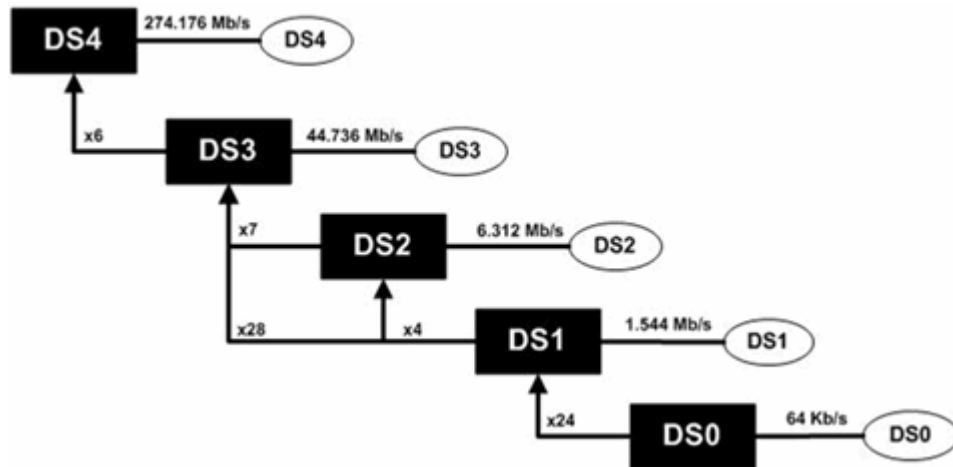 DS4 274.176 Mb/s DS4
x6 DS3 44.736 Mb/s DS3
x7 DS2 6.312 Mb/s DS2
x28 x4 DS1 1.544 Mb/s DS1
x24 DS0 64 Kb/s DS0